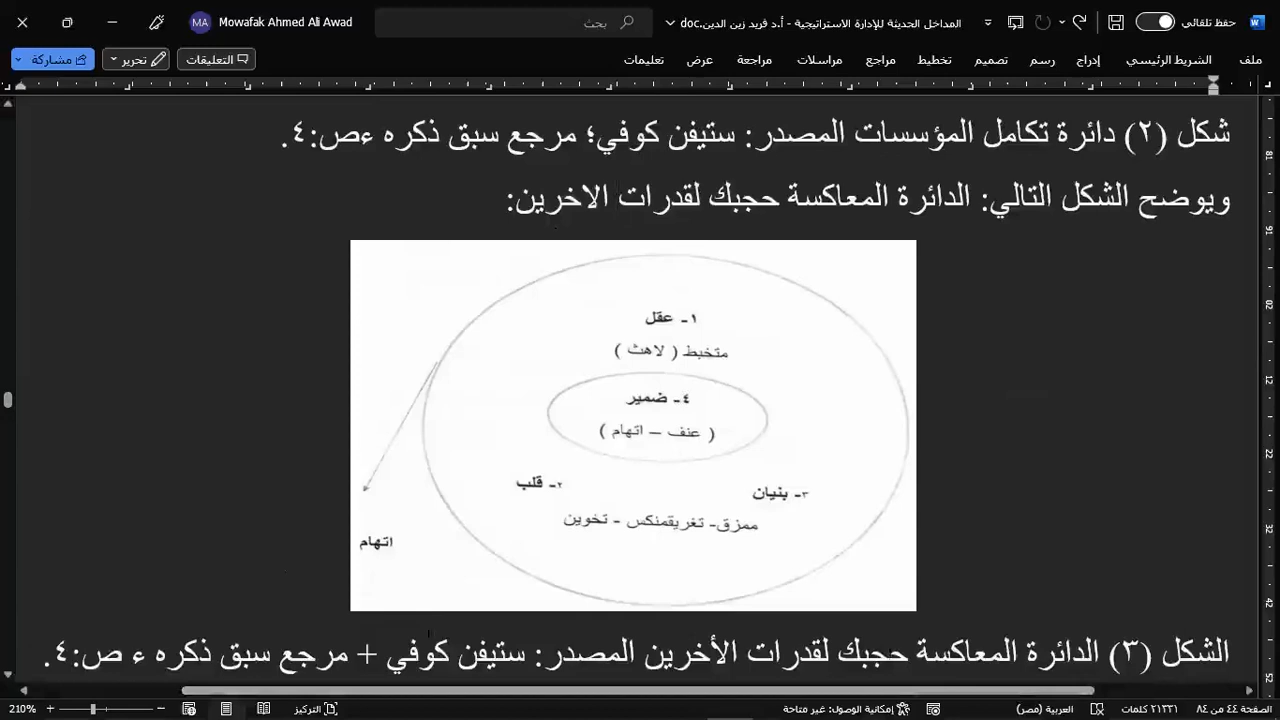 حفظ تلقائي
المداخل الحديثة للإدارة الاستراتيجية - أ.د فريد زين الدين.doc
بحث
Mowafak Ahmed Ali Awad
MA
ملف
الشريط الرئيسي
إدراج
رسم
تصميم
تخطيط
مراجع
مراسلات
مراجعة
عرض
تعليمات
التعليقات
تحرير
مشاركة
شكل (٢) دائرة تكامل المؤسسات المصدر: ستيفن كوفي؛ مرجع سبق ذكره ءص:٤.
ويوضح الشكل التالي: الدائرة المعاكسة حجبك لقدرات الاخرين:
١- عقل
متخبط ( لاهث )
٤- ضمير
( عنف – اتهام )
٣- بنيان
٢- قلب
ممزق- تغريقمنكس - تخوين
اتهام
الشكل (٣) الدائرة المعاكسة حجبك لقدرات الأخرين المصدر: ستيفن كوفي + مرجع سبق ذكره ء ص:٤.
الصفحة ٤٤ من ٨٤
٢١٣٣١ كلمات
العربية (مصر)
إمكانية الوصول: غير متاحة
التركيز
210%